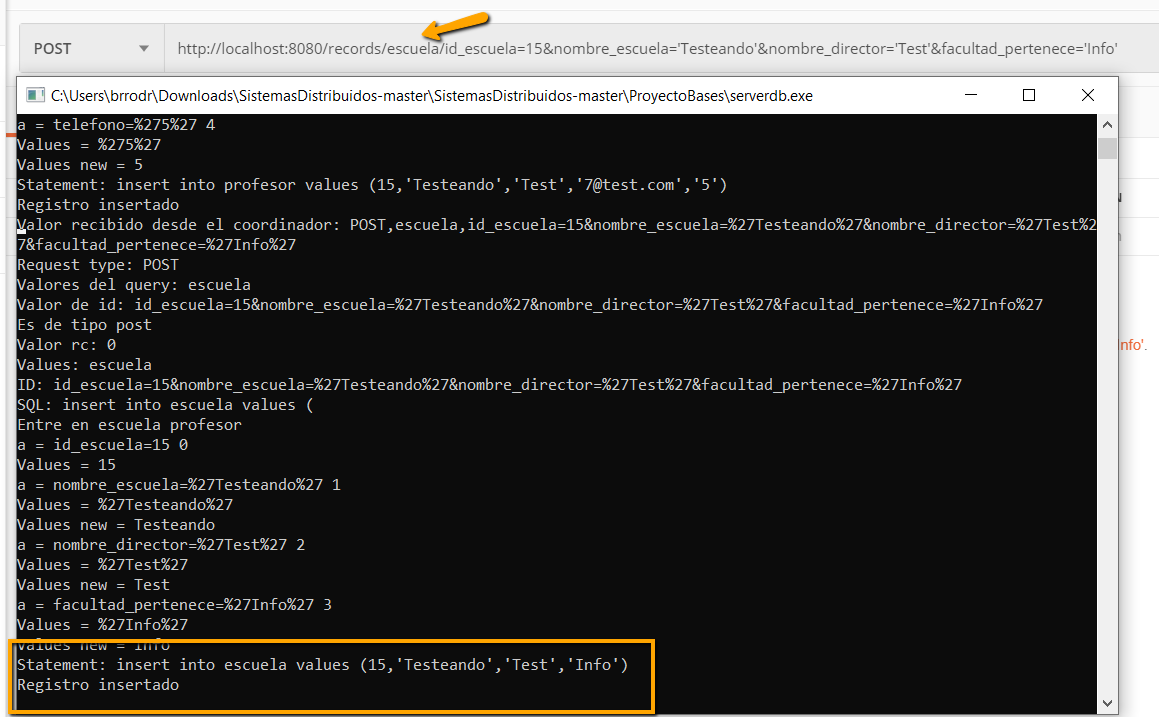 POST http://localhost:8080/records/escuela/id_escuela=15&nombre_escuela='Testeando'&nombre_director='Test'&facultad_pertenece='Info'
C:\Users\brrodr\Downloads\SistemasDistribuidos-master\SistemasDistribuidos-master\ProyectoBases\serverdb.exe
a = telefono=%275%27 4
Values = %275%27
Values new = 5
Statement: insert into profesor values (15,'Testeando','Test','7@test.com','5')
Registro insertado
Valor recibido desde el coordinador: POST,escuela,id_escuela=15&nombre_escuela=%27Testeando%27&nombre_director=%27Test%2
7&facultad_pertenece=%27Info%27
Request type: POST
Valores del query: escuela
Valor de id: id_escuela=15&nombre_escuela=%27Testeando%27&nombre_director=%27Test%27&facultad_pertenece=%27Info%27
Es de tipo post
Valor rc: 0
Values: escuela
ID: id_escuela=15&nombre_escuela=%27Testeando%27&nombre_director=%27Test%27&facultad_pertenece=%27Info%27
SQL: insert into escuela values (
Entre en escuela profesor
a = id_escuela=15 0
Values = 15
a = nombre_escuela=%27Testeando%27 1
Values = %27Testeando%27
Values new = Testeando
a = nombre_director=%27Test%27 2
Values = %27Test%27
Values new = Test
a = facultad_pertenece=%27Info%27 3
Values = %27Info%27
Values new = Info
Statement: insert into escuela values (15,'Testeando','Test','Info')
Registro insertado
nfo'.